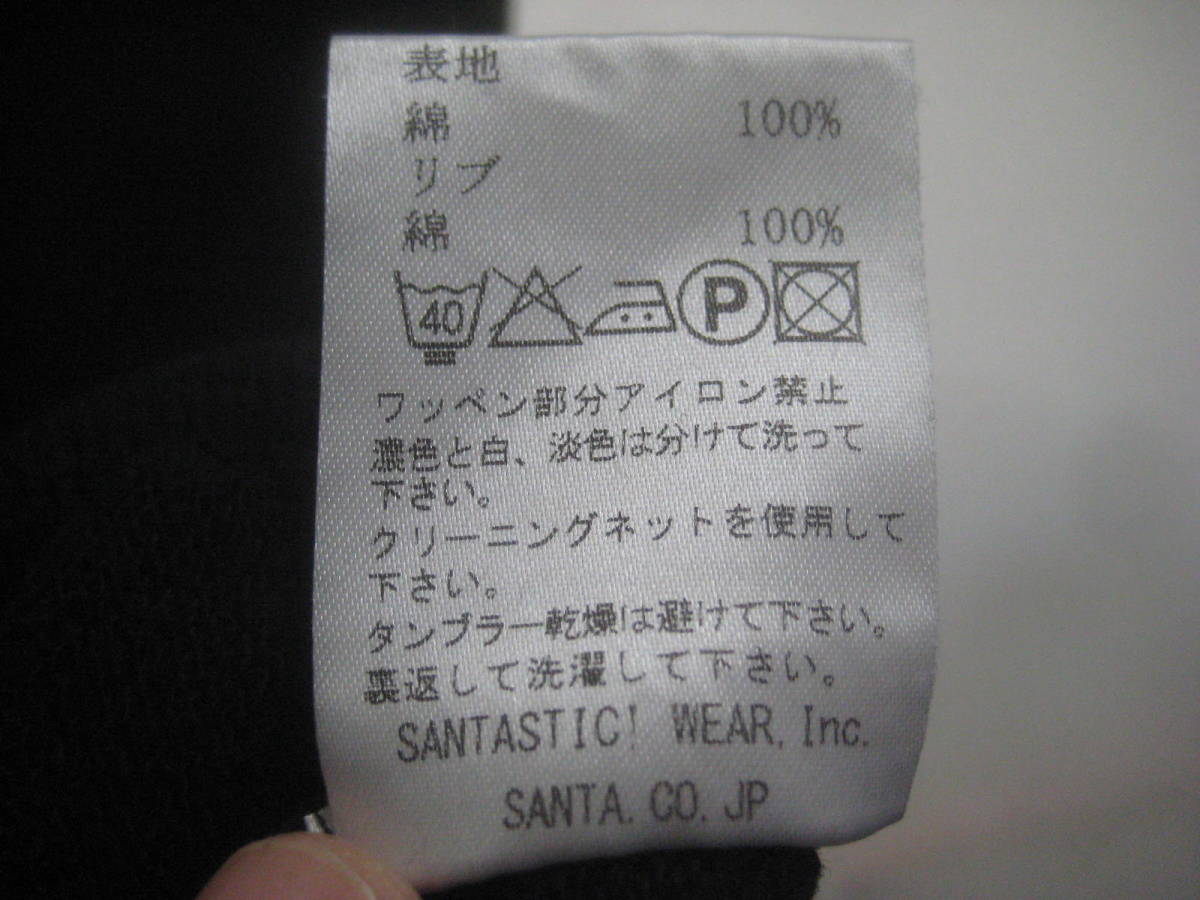 表地
綿 100%
リブ
綿 100%
40 P
ワッペン部分アイロン禁止
濃色と白、淡色は分けて洗って
下さい。
クリーニングネットを使用して
下さい。
タンブラー乾燥は避けて下さい。
裏返して洗濯して下さい。
SANTASTIC! WEAR, Inc.
SANTA.CO.JP